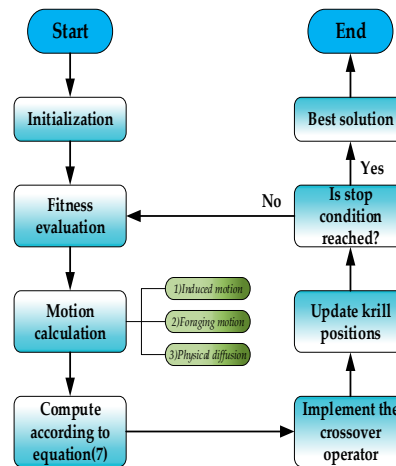 Start
Initialization
Fitness
evaluation
Motion
calculation
1)Induced motion
2)Foraging motion
3)Physical diffusion
Compute
according to
equation(7)
Implement the
crossover
operator
Update krill
positions
Is stop
condition
reached?
No
Yes
Best solution
End